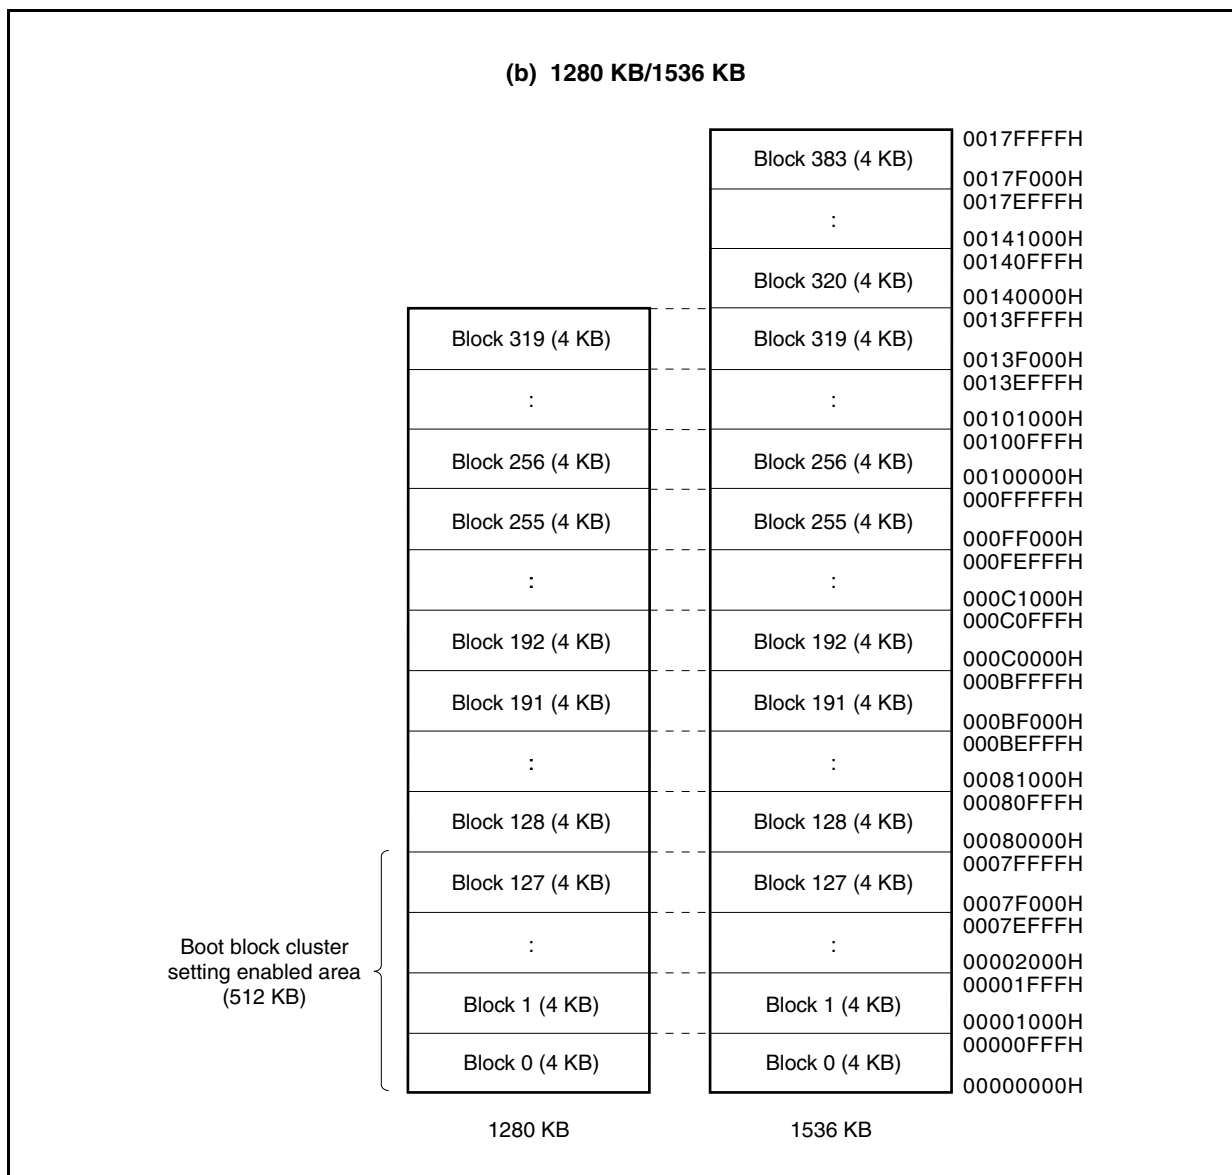 (b) 1280 KB/1536 KB
0017FFFFH
Block 383 (4 KB)
0017F000H
0017EFFFH
:
00141000H
00140FFFH
Block 320 (4 KB)
00140000H
0013FFFFH
Block 319 (4 KB) Block 319 (4 KB)
0013F000H
0013EFFFH
: :
00101000H
00100FFFH
Block 256 (4 KB) Block 256 (4 KB)
00100000H
000FFFFFH
Block 255 (4 KB) Block 255 (4 KB)
000FF000H
000FEFFFH
: :
000C1000H
000C0FFFH
Block 192 (4 KB) Block 192 (4 KB)
000C0000H
000BFFFFH
Block 191 (4 KB) Block 191 (4 KB)
000BF000H
000BEFFFH
: :
00081000H
00080FFFH
Block 128 (4 KB) Block 128 (4 KB)
00080000H
0007FFFFH
Block 127 (4 KB) Block 127 (4 KB)
0007F000H
0007EFFFH
: :
Boot block cluster
setting enabled area
(512 KB)
00002000H
00001FFFH
Block 1 (4 KB) Block 1 (4 KB)
00001000H
00000FFFH
Block 0 (4 KB) Block 0 (4 KB)
00000000H
1280 KB 1536 KB